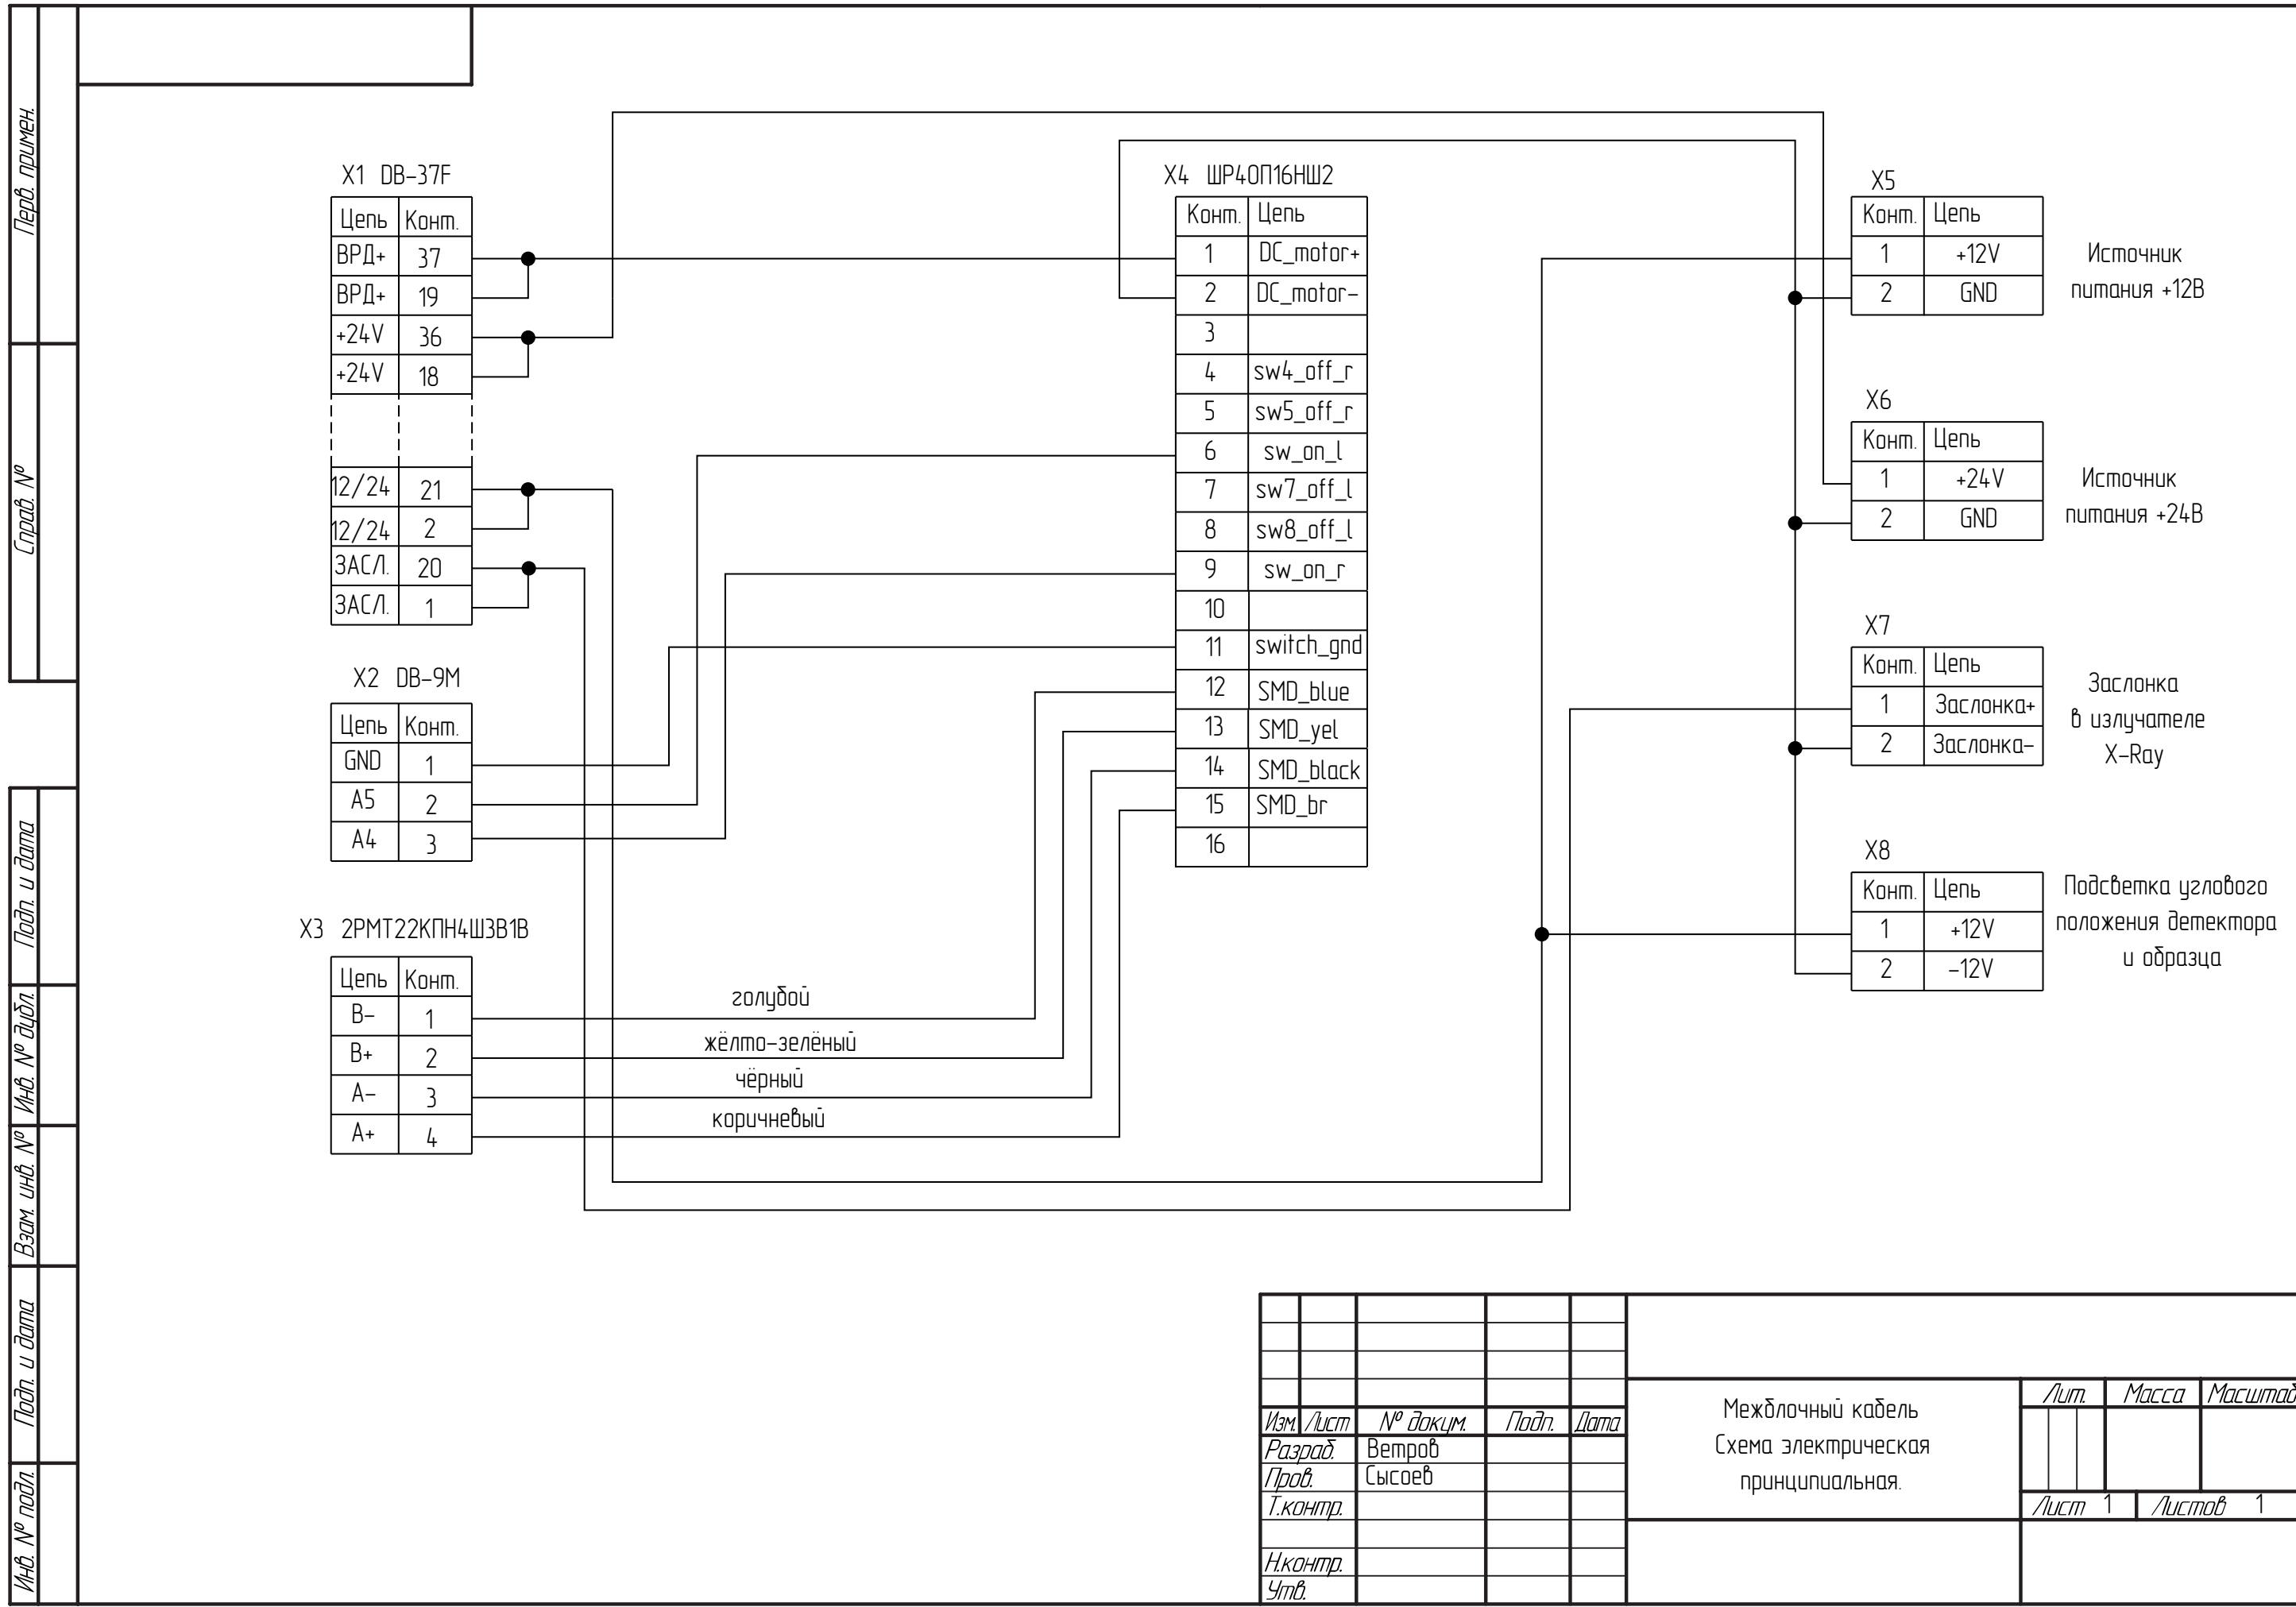 Перв. примен.
Справ. №
Подп. и дата
Инв. № дубл.
Взам. инв. №
Подп. и дата
Инв. № подл.
X1 DB-37F
Цепь Конт.
ВРД+ 37
ВРД+ 19
+24V 36
+24V 18
12/24 21
12/24 2
ЗАСЛ. 20
ЗАСЛ. 1
X2 DB-9M
Цепь Конт.
GND 1
A5 2
A4 3
X3 2РМТ22КПН4Ш3В1В
Цепь Конт.
B- 1
B+ 2
A- 3
A+ 4
голубой
жёлто-зелёный
чёрный
коричневый
X4 ШР40П16НШ2
Конт. Цепь
1 DC_motor+
2 DC_motor-
3
4 sw4_off_r
5 sw5_off_r
6 sw_on_l
7 sw7_off_l
8 sw8_off_l
9 sw_on_r
10
11 switch_gnd
12 SMD_blue
13 SMD_yel
14 SMD_black
15 SMD_br
16
X5
Конт. Цепь
1 +12V
2 GND
Источник
питания +12В
X6
Конт. Цепь
1 +24V
2 GND
Источник
питания +24В
X7
Конт. Цепь
1 Заслонка+
2 Заслонка-
Заслонка
в излучателе
X-Ray
X8
Конт. Цепь
1 +12V
2 -12V
Подсветка углового
положения детектора
и образца
Изм. Лист № докум. Подп. Дата
Разраб. Ветров
Пров. Сысоев
Т.контр.
Н.контр.
Утв.
Межблочный кабель
Схема электрическая
принципиальная.
Лит. Масса Масштаб
Лист 1 Листов 1